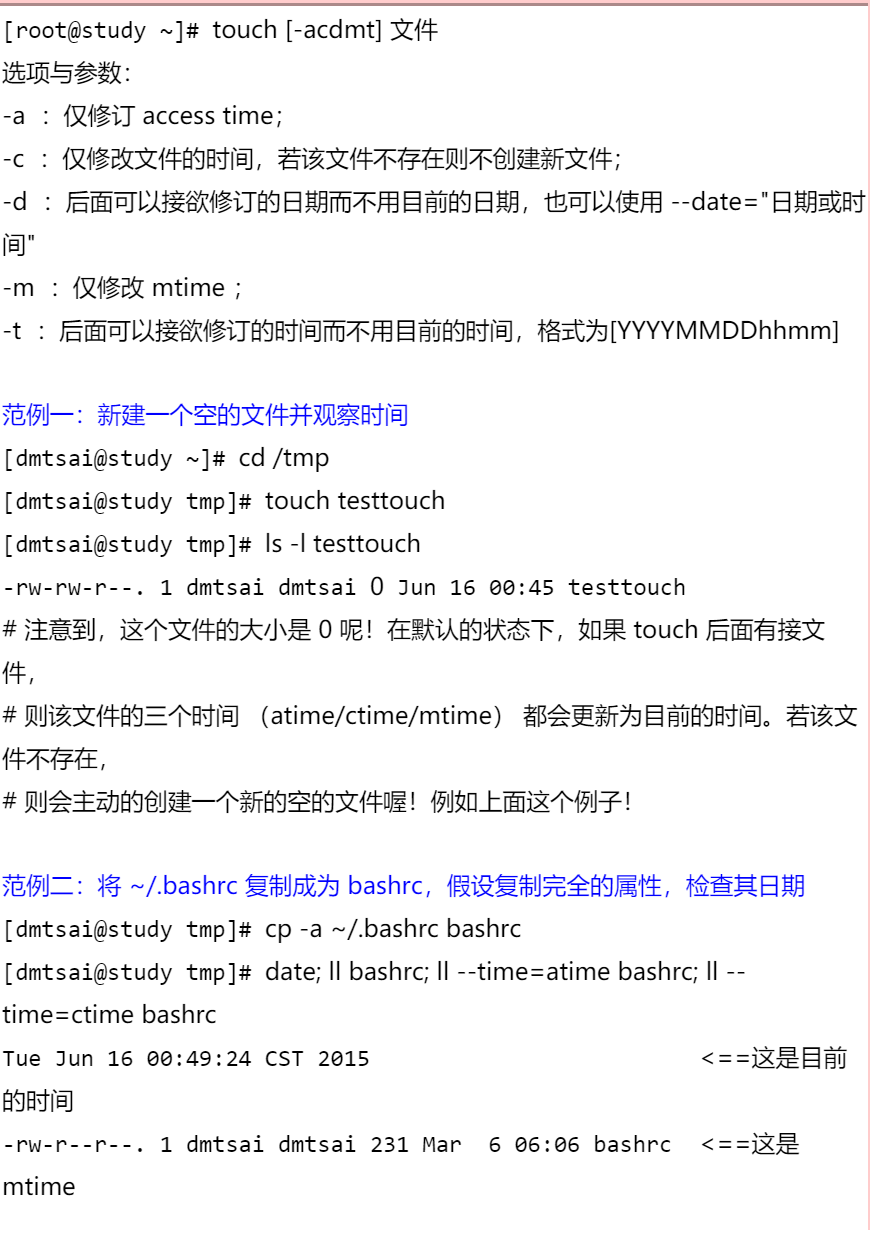 [root@study ~]# touch [-acdmt] 文件
选项与参数：
-a ：仅修订 access time；
-c ：仅修改文件的时间，若该文件不存在则不创建新文件；
-d ：后面可以接欲修订的日期而不用目前的日期，也可以使用 --date="日期或时
间"
-m ：仅修改 mtime ；
-t ：后面可以接欲修订的时间而不用目前的时间，格式为[YYYYMMDDhhmm]
范例一：新建一个空的文件并观察时间
[dmtsai@study ~]# cd /tmp
[dmtsai@study tmp]# touch testtouch
[dmtsai@study tmp]# ls -l testtouch
-rw-rw-r--. 1 dmtsai dmtsai 0 Jun 16 00:45 testtouch
# 注意到，这个文件的大小是 0 呢！在默认的状态下，如果 touch 后面有接文
件，
# 则该文件的三个时间 （atime/ctime/mtime） 都会更新为目前的时间。若该文
件不存在，
# 则会主动的创建一个新的空的文件喔！例如上面这个例子！
范例二：将 ~/.bashrc 复制成为 bashrc，假设复制完全的属性，检查其日期
[dmtsai@study tmp]# cp -a ~/.bashrc bashrc
[dmtsai@study tmp]# date; ll bashrc; ll --time=atime bashrc; ll --
time=ctime bashrc
Tue Jun 16 00:49:24 CST 2015 <==这是目前
的时间
-rw-r--r--. 1 dmtsai dmtsai 231 Mar  6 06:06 bashrc <==这是
mtime